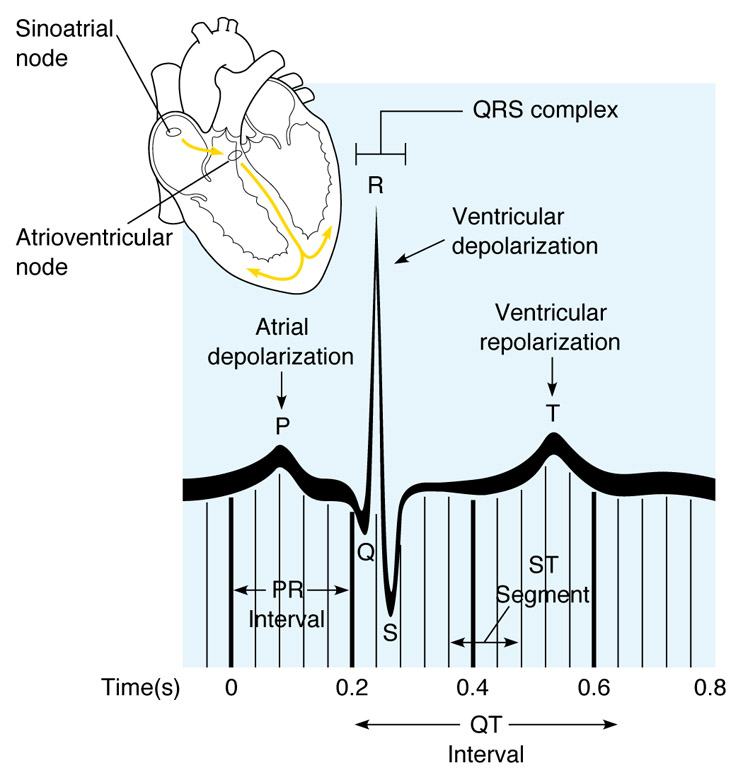 Sinoatrial
node
QRS complex
R
Ventricular
depolarization
Atrioventricular
node
Ventricular
repolarization
Atrial
depolarization
P
T
Q
ST
Segment
PR
Interval
S
Time(s) 0 0.2 0.4 0.6 0.8
QT
Interval